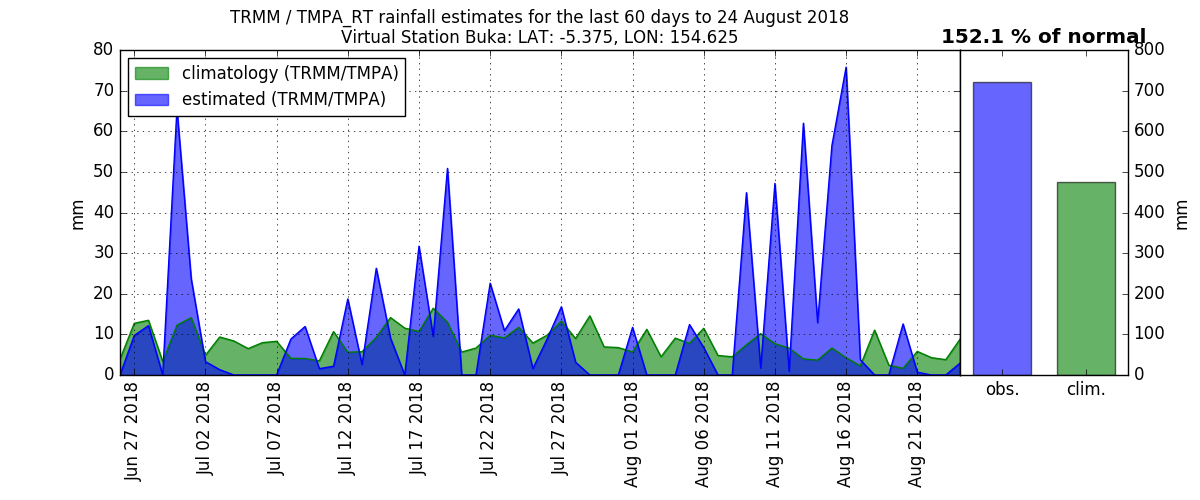 TRMM / TMPA_RT rainfall estimates for the last 60 days to 24 August 2018
Virtual Station Buka: LAT: -5.375, LON: 154.625
152.1 % of normal
climatology (TRMM/TMPA)
estimated (TRMM/TMPA)
mm
80
70
60
50
40
30
20
10
0
Jun 27 2018
Jul 02 2018
Jul 07 2018
Jul 12 2018
Jul 17 2018
Jul 22 2018
Jul 27 2018
Aug 01 2018
Aug 06 2018
Aug 11 2018
Aug 16 2018
Aug 21 2018
obs.
clim.
800
700
600
500
400
300
200
100
0
mm